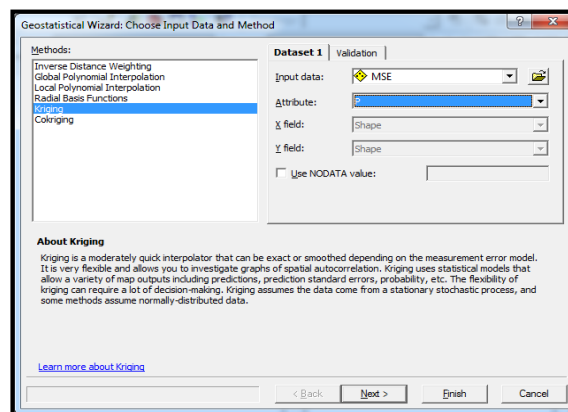 Geostatistical Wizard: Choose Input Data and Method
Methods:
Inverse Distance Weighting
Global Polynomial Interpolation
Local Polynomial Interpolation
Radial Basis Functions
Kriging
Cokriging
Dataset 1 Validation
Input data: MSE
Attribute: P
X field: Shape
Y field: Shape
Use NODATA value:
About Kriging
Kriging is a moderately quick interpolator that can be exact or smoothed depending on the measurement error model.
It is very flexible and allows you to investigate graphs of spatial autocorrelation. Kriging uses statistical models that
allow a variety of map outputs including predictions, prediction standard errors, probability, etc. The flexibility of
kriging can require a lot of decision-making. Kriging assumes the data come from a stationary stochastic process, and
some methods assume normally-distributed data.
Learn more about Kriging
< Back Next > Finish Cancel